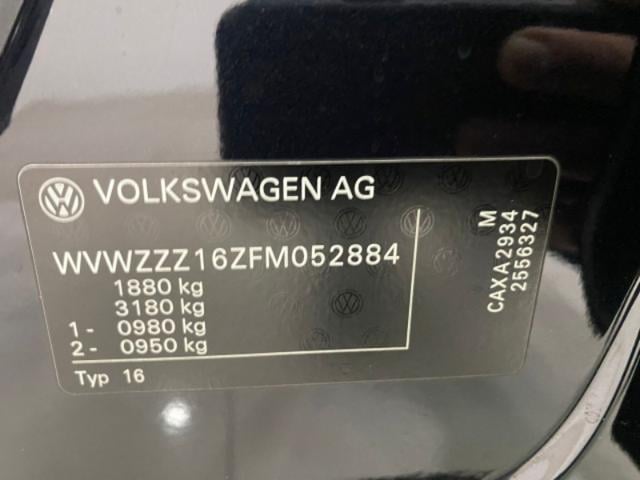 VOLKSWAGEN AG
WVWZZZ16ZFM052884
1880 kg
3180 kg
1- 0980 kg
2- 0950 kg
Typ 16
M
CAXA2934
2556327